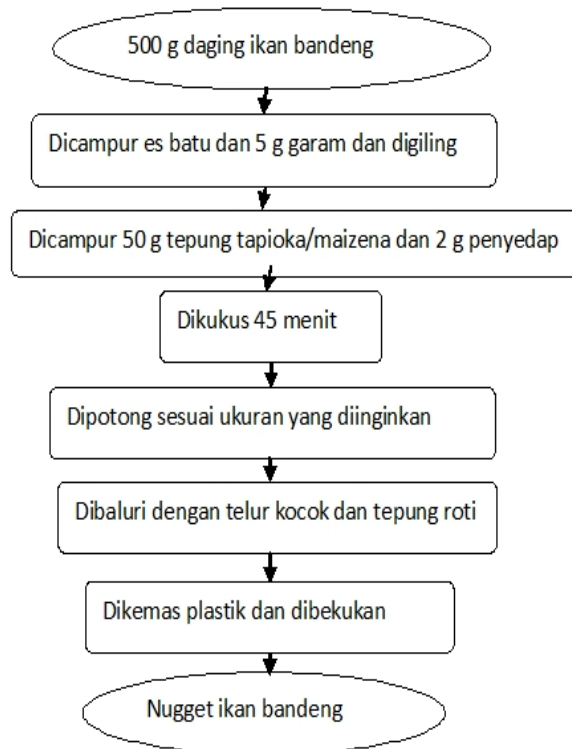 500 g daging ikan bandeng
Dicampur es batu dan 5 g garam dan digiling
Dicampur 50 g tepung tapioka/maizena dan 2 g penyedap
Dikukus 45 menit
Dipotong sesuai ukuran yang diinginkan
Dibaluri dengan telur kocok dan tepung roti
Dikemas plastik dan dibekukan
Nugget ikan bandeng